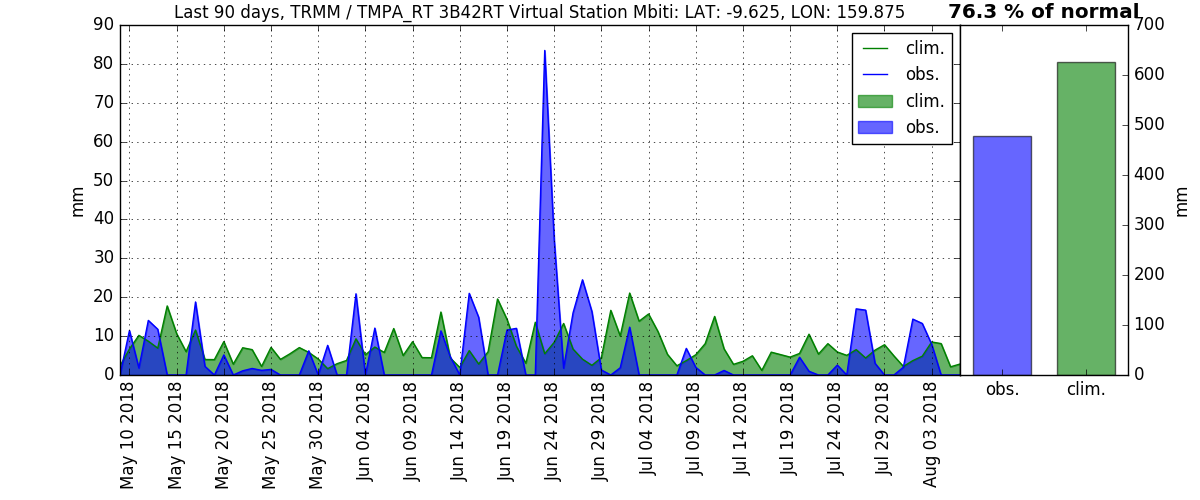 Last 90 days, TRMM / TMPA_RT 3B42RT Virtual Station Mbiti: LAT: -9.625, LON: 159.875
76.3 % of normal
90
80
70
60
50
40
30
20
10
0
mm
clim.
obs.
clim.
obs.
700
600
500
400
300
200
100
0
mm
obs.
clim.
May 10 2018
May 15 2018
May 20 2018
May 25 2018
May 30 2018
Jun 04 2018
Jun 09 2018
Jun 14 2018
Jun 19 2018
Jun 24 2018
Jun 29 2018
Jul 04 2018
Jul 09 2018
Jul 14 2018
Jul 19 2018
Jul 24 2018
Jul 29 2018
Aug 03 2018